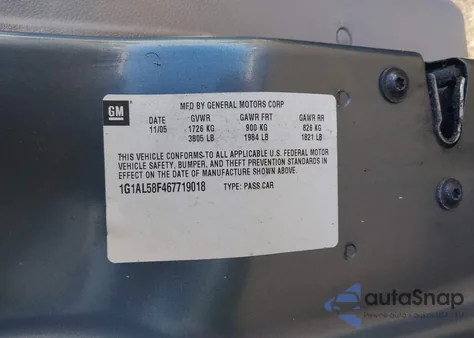 GM
MFD BY GENERAL MOTORS CORP
DATE GVWR GAWR FRT GAWR RR
11/05 1726 KG 900 KG 826 KG
3805 LB 1984 LB 1821 LB
THIS VEHICLE CONFORMS TO ALL APPLICABLE U.S. FEDERAL MOTOR
VEHICLE SAFETY, BUMPER, AND THEFT PREVENTION STANDARDS IN
EFFECT ON THE DATE OF MANUFACTURE SHOWN ABOVE.
1G1AL58F467719018 TYPE: PASS.CAR
autoSnap